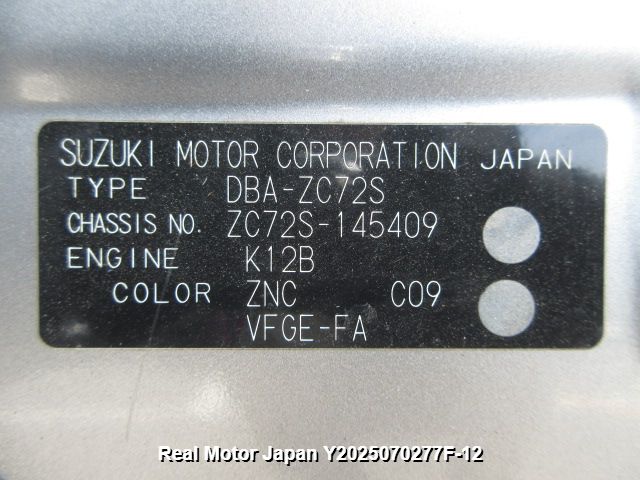 SUZUKI MOTOR CORPORATION JAPAN
TYPE DBA-ZC72S
CHASSIS NO. ZC72S-145409
ENGINE K12B
COLOR ZNC C09
VFGE-FA
Real Motor Japan Y2025070277F-12